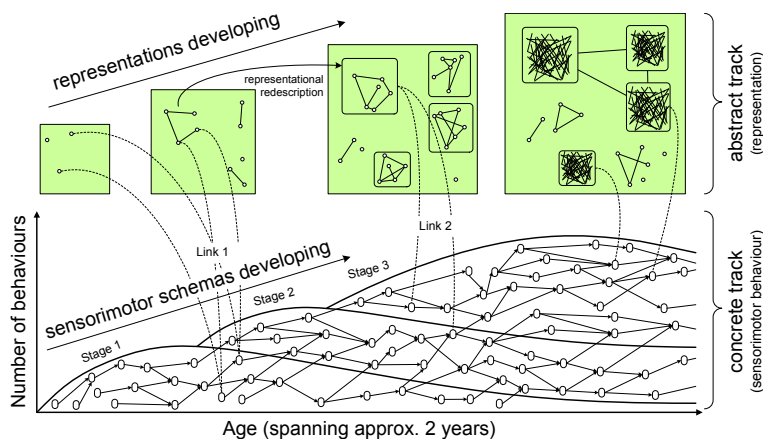 representations developing
representational
redescription
abstract track
(representation)
Link 1
Link 2
sensorimotor schemas developing
Stage 1
Stage 2
Stage 3
Number of behaviours
concrete track
(sensorimotor behaviour)
Age (spanning approx. 2 years)